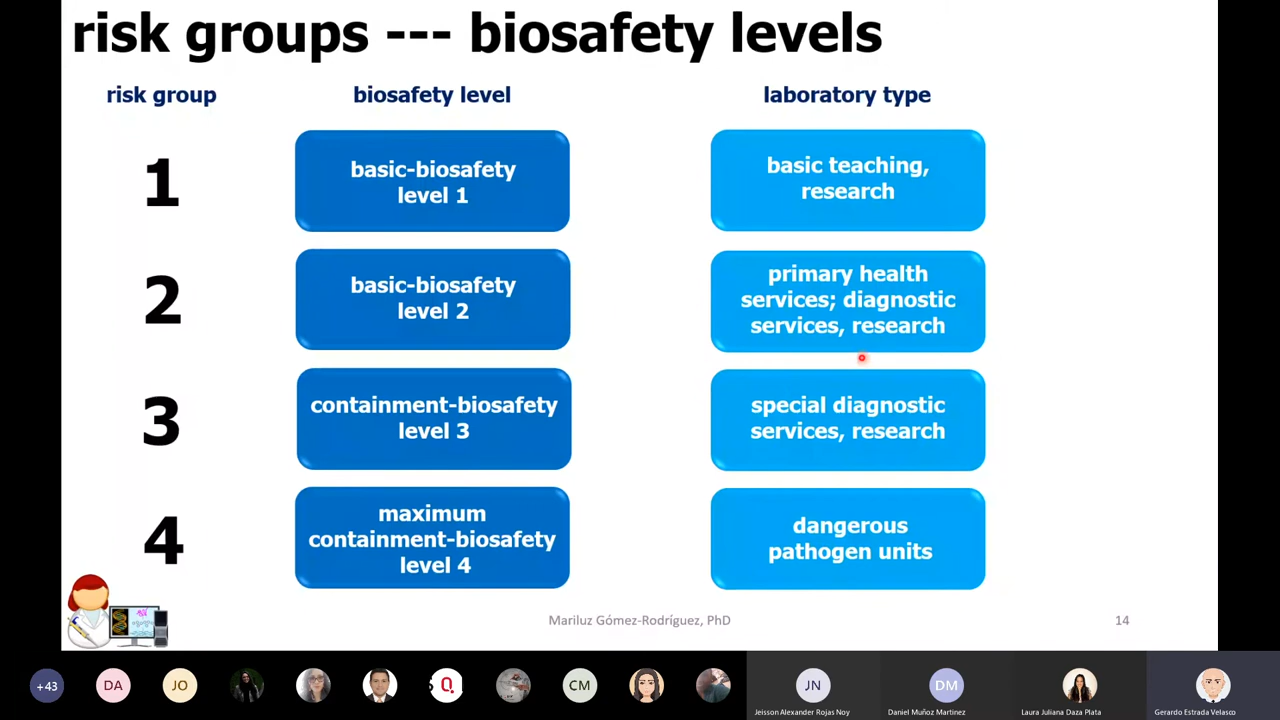 risk groups --- biosafety levels
risk group
biosafety level
laboratory type
1
basic-biosafety
level 1
basic teaching,
research
2
basic-biosafety
level 2
primary health
services; diagnostic
services, research
3
containment-biosafety
level 3
special diagnostic
services, research
4
maximum
containment-biosafety
level 4
dangerous
pathogen units
Mariluz Gómez-Rodríguez, PhD
14
+43
DA
JO
CM
JN
DM
Jeisson Alexander Rojas Noy
Daniel Muñoz Martinez
Laura Juliana Daza Plata
Gerardo Estrada Velasco